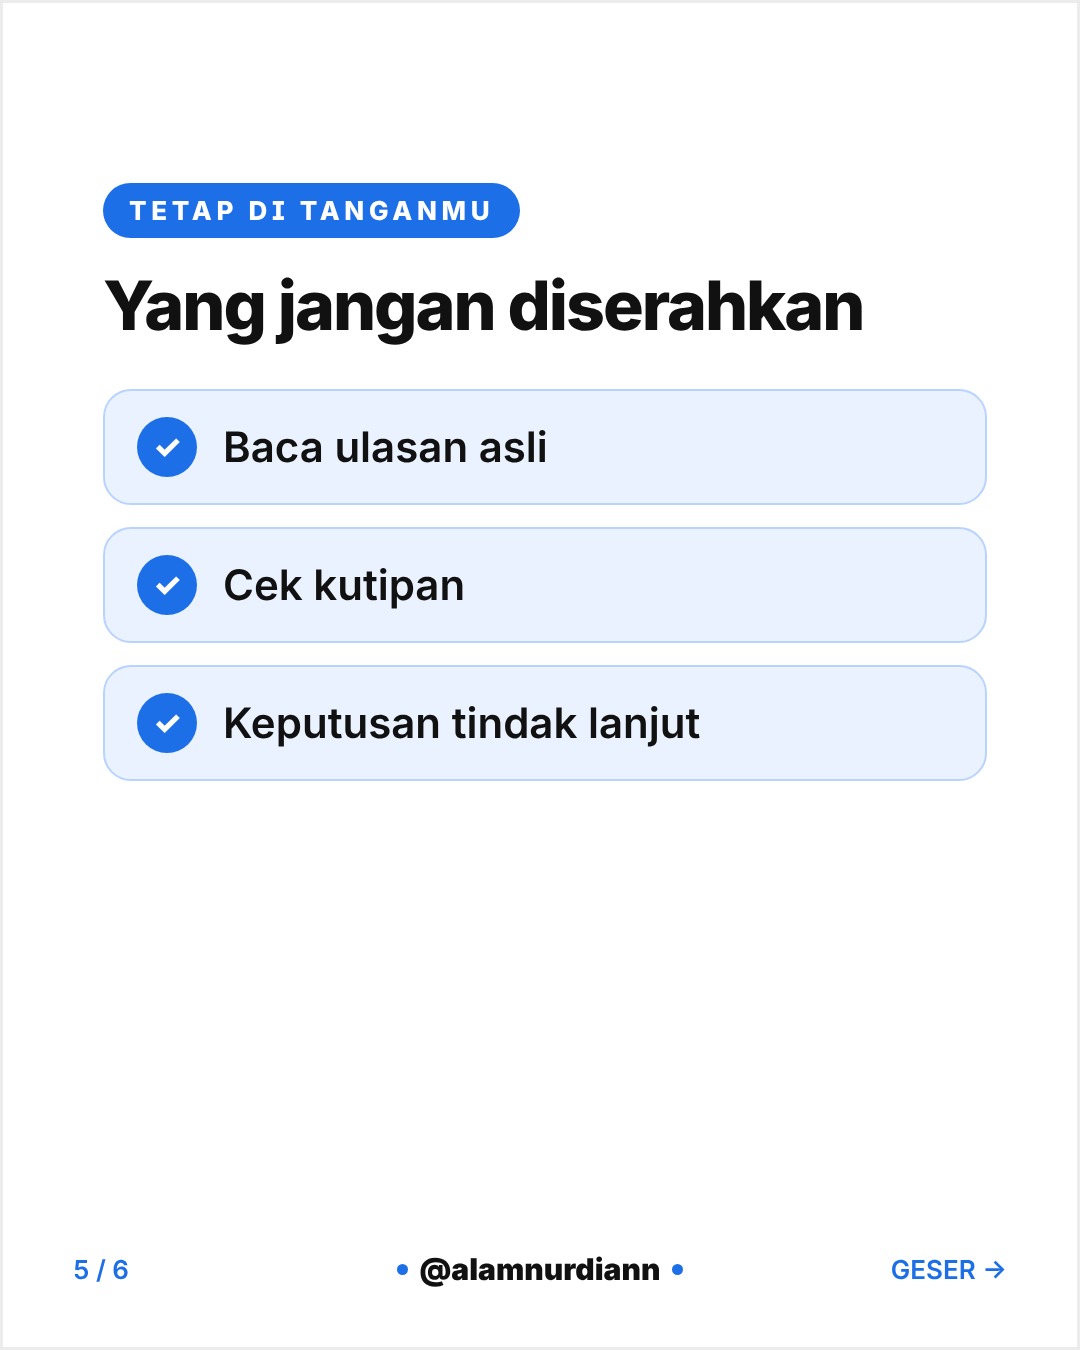 TETAP DI TANGANMU
Yang jangan diserahkan
Baca ulasan asli
Cek kutipan
Keputusan tindak lanjut
5 / 6
• @alamnurdiann •
GESER →